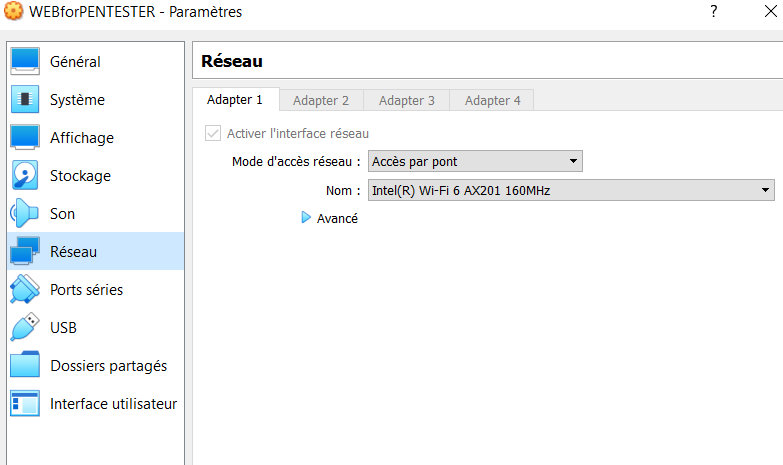 WEBforPENTESTER - Paramètres
?
Général
Système
Affichage
Stockage
Son
Réseau
Ports séries
USB
Dossiers partagés
Interface utilisateur
Réseau
Adapter 1 Adapter 2 Adapter 3 Adapter 4
Activer l'interface réseau
Mode d'accès réseau : Accès par pont
Nom : Intel(R) Wi-Fi 6 AX201 160MHz
Avancé